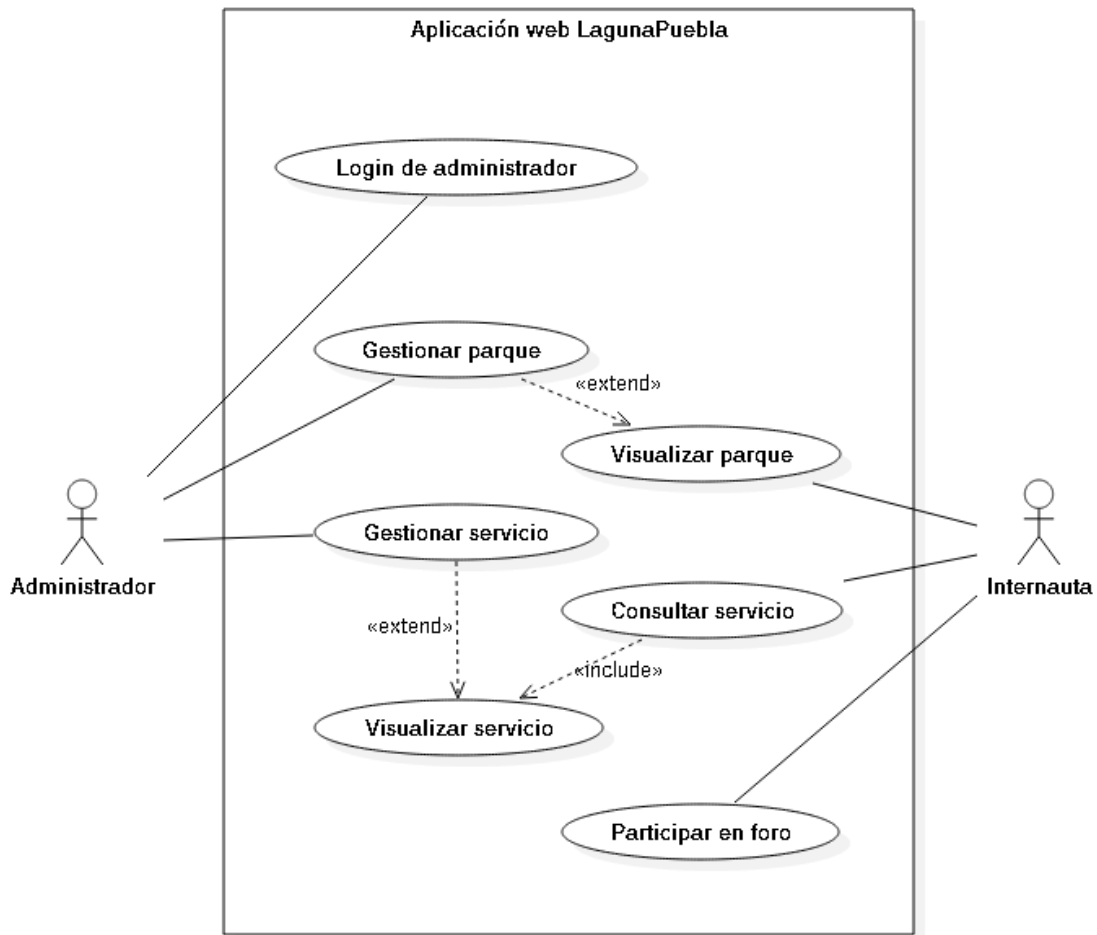 Aplicación web LagunaPuebla
Login de administrador
Gestionar parque
«extend»
Visualizar parque
Gestionar servicio
Administrador
Internauta
Consultar servicio
«extend»
«include»
Visualizar servicio
Participar en foro